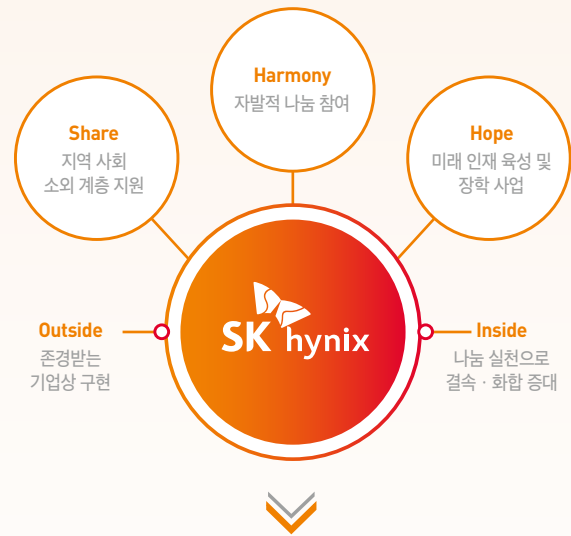 Harmony
자발적 나눔 참여
Share
지역 사회
소외 계층 지원
Hope
미래 인재 육성 및
장학 사업
SK hynix
Outside
존경받는
기업상 구현
Inside
나눔 실천으로
결속 · 화합 증대